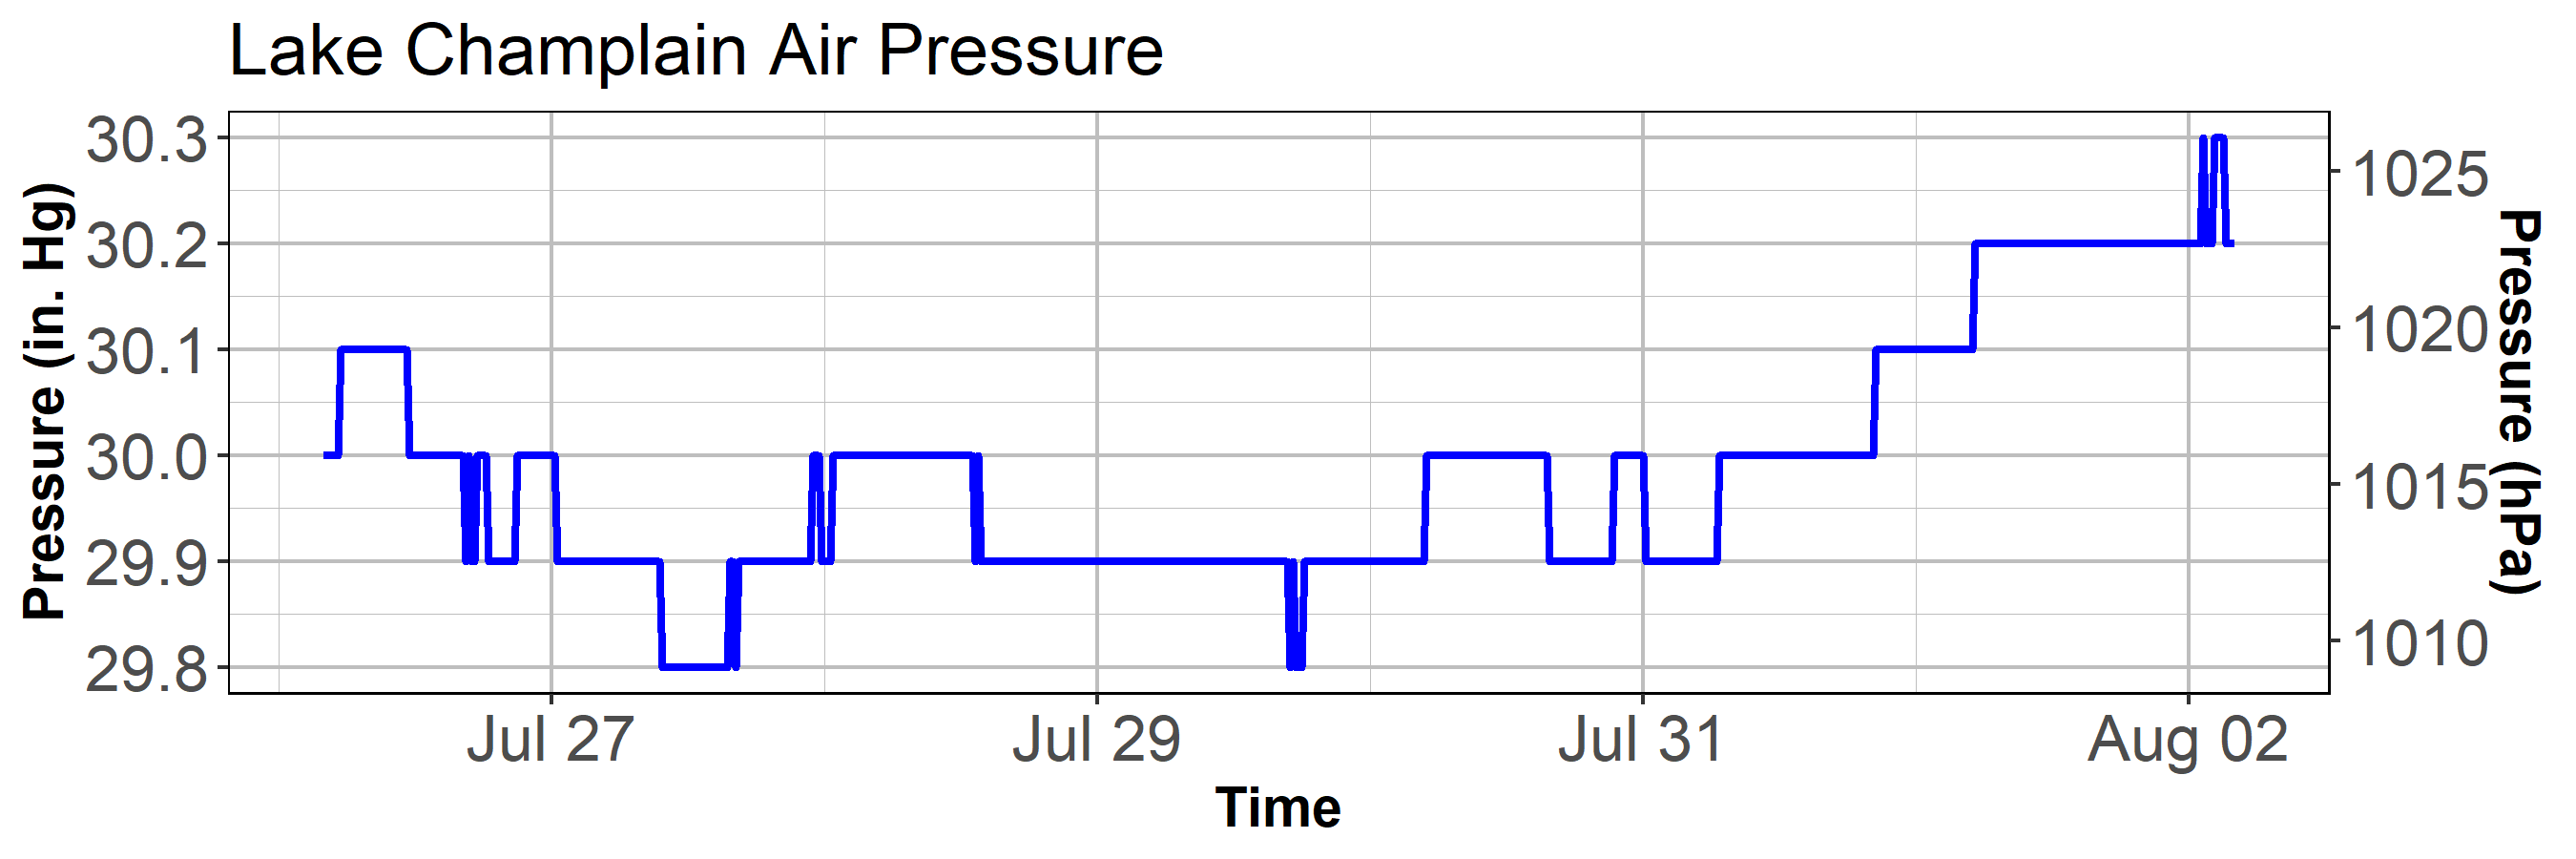 Lake Champlain Air Pressure
30.3
30.2
30.1
30.0
29.9
29.8
Pressure (in. Hg)
1025
1020
1015
1010
Pressure (hPa)
Jul 27
Jul 29
Jul 31
Aug 02
Time